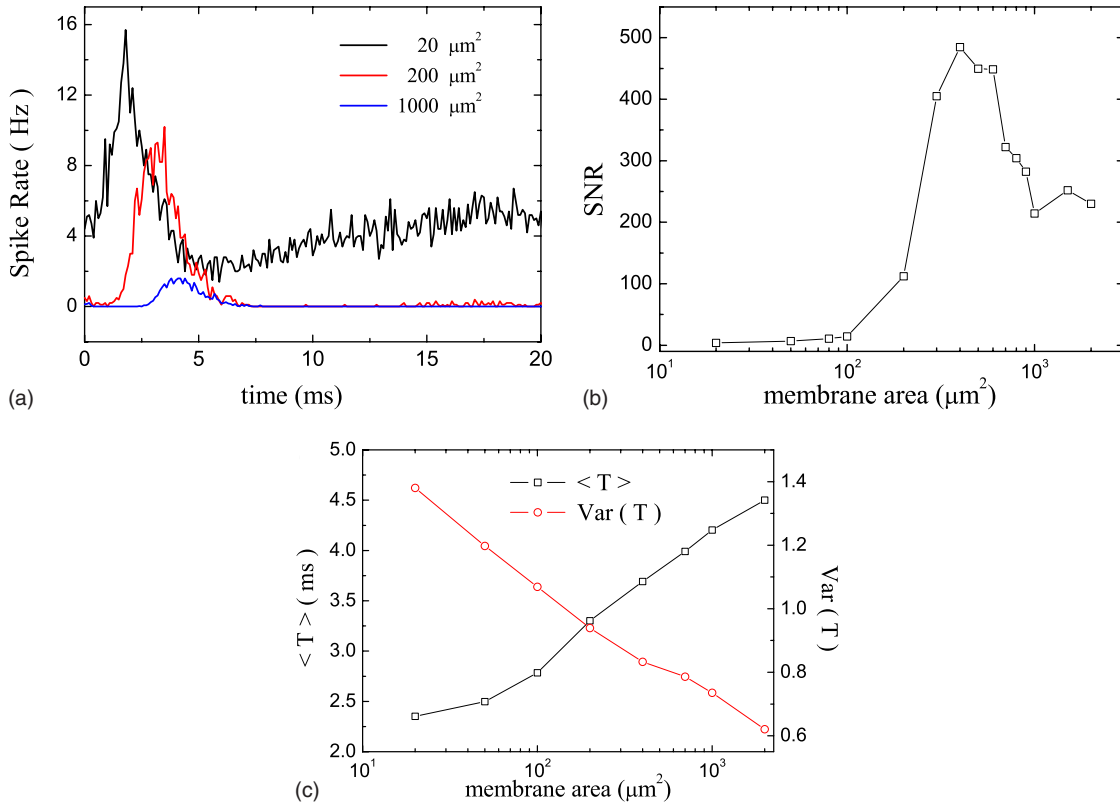 16
12
8
4
0
Spike Rate ( Hz )
0 5 10 15 20
time (ms)
20 μm²
200 μm²
1000 μm²
(a)
500
400
300
200
100
0
SNR
10¹ 10² 10³
membrane area (μm²)
(b)
5.0
4.5
4.0
3.5
3.0
2.5
2.0
< T > ( ms )
< T >
Var ( T )
1.4
1.2
1.0
0.8
0.6
Var ( T )
10¹ 10² 10³
membrane area (μm²)
(c)